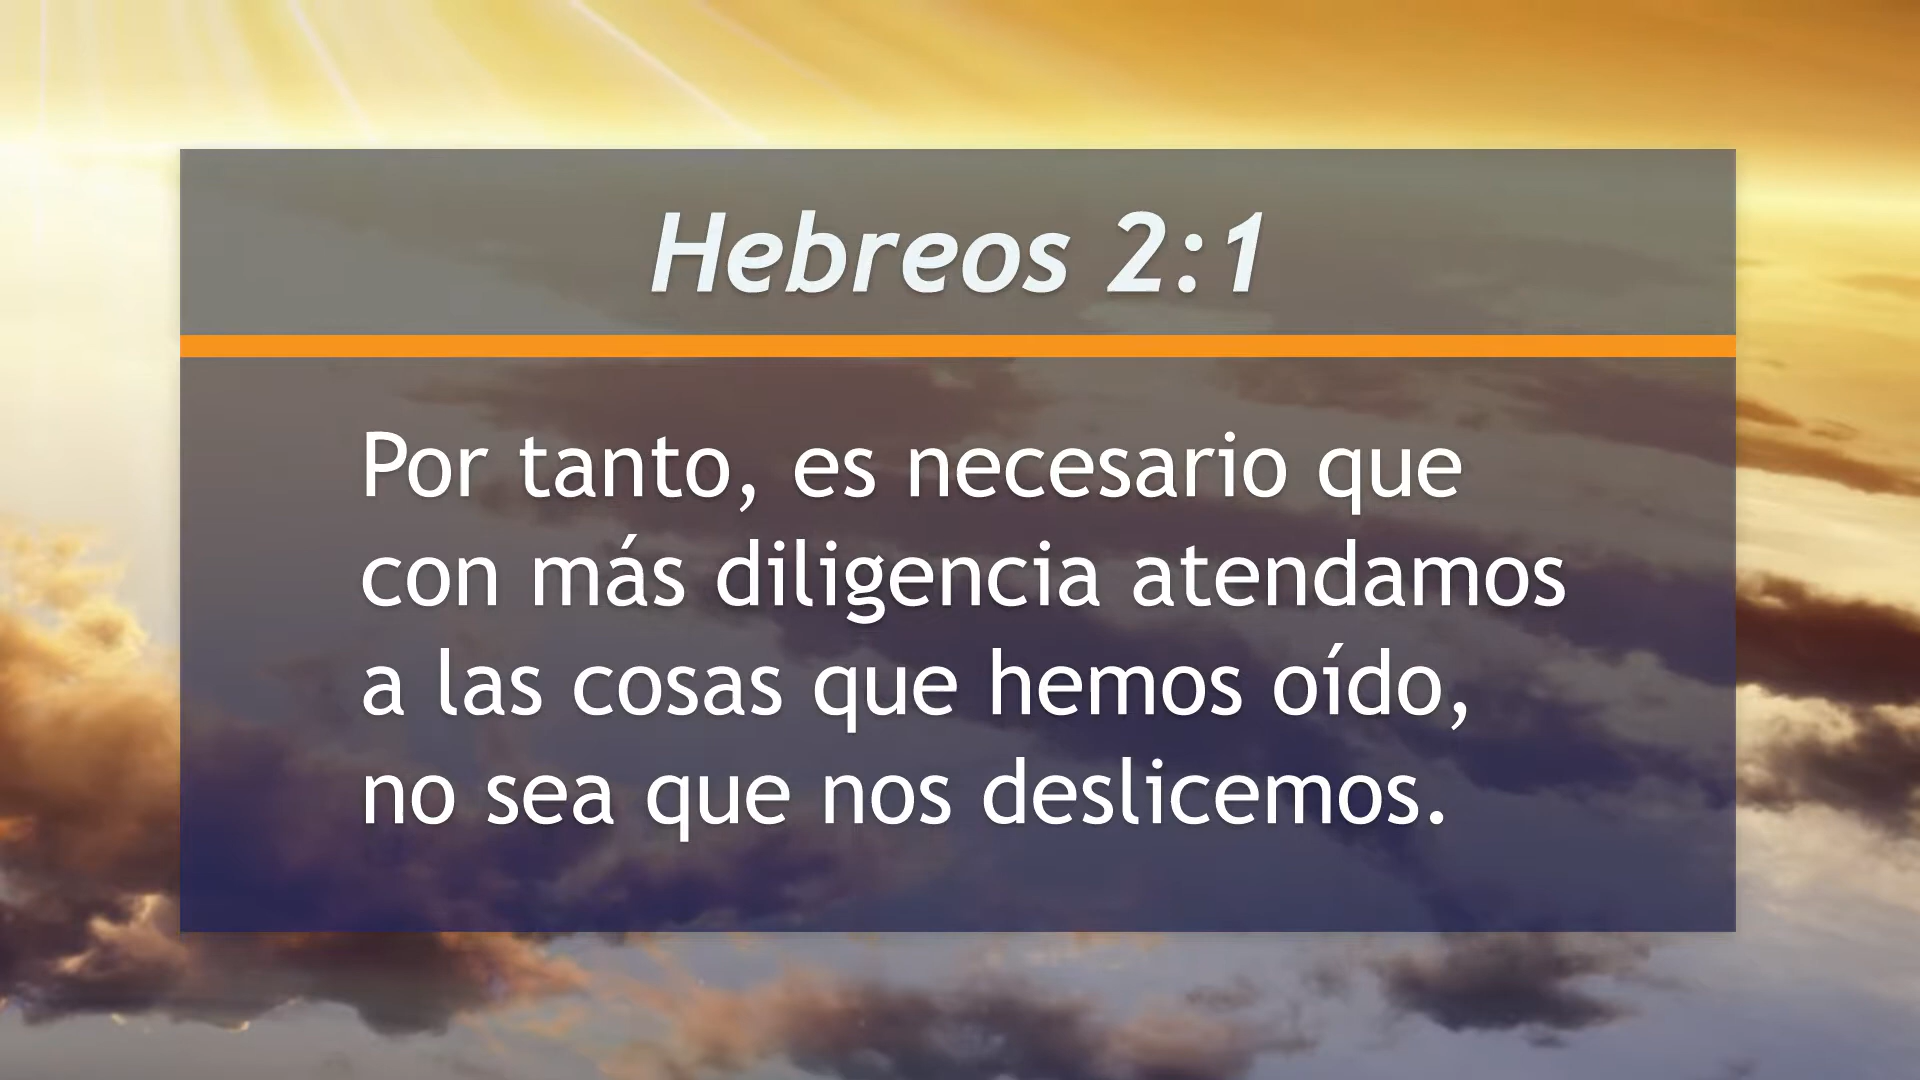 Hebreos 2:1
Por tanto, es necesario que
con más diligencia atendamos
a las cosas que hemos oído,
no sea que nos deslicemos.